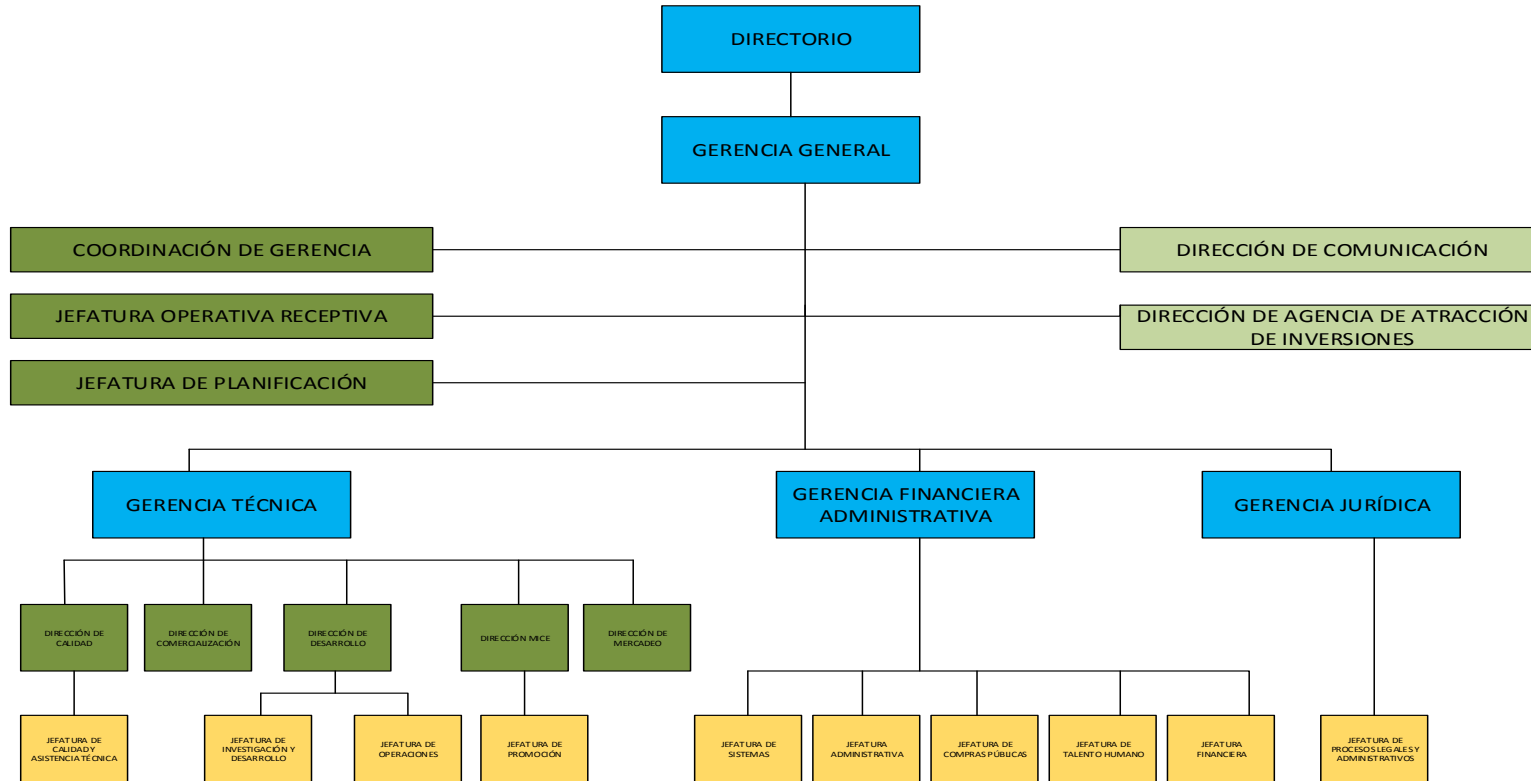 DIRECTORIO
GERENCIA GENERAL
COORDINACIÓN DE GERENCIA
DIRECCIÓN DE COMUNICACIÓN
JEFATURA OPERATIVA RECEPTIVA
DIRECCIÓN DE AGENCIA DE ATRACCIÓN
DE INVERSIONES
JEFATURA DE PLANIFICACIÓN
GERENCIA TÉCNICA
GERENCIA FINANCIERA
ADMINISTRATIVA
GERENCIA JURÍDICA
DIRECCIÓN DE
CALIDAD
DIRECCIÓN DE
COMERCIALIZACIÓN
DIRECCIÓN DE
DESARROLLO
DIRECCIÓN MICE
DIRECCIÓN DE
MERCADEO
JEFATURA DE
CALIDAD Y
ASISTENCIA TÉCNICA
JEFATURA DE
INVESTIGACIÓN Y
DESARROLLO
JEFATURA DE
OPERACIONES
JEFATURA DE
PROMOCIÓN
JEFATURA DE
SISTEMAS
JEFATURA
ADMINISTRATIVA
JEFATURA DE
COMPRAS PÚBLICAS
JEFATURA DE
TALENTO HUMANO
JEFATURA
FINANCIERA
JEFATURA DE
PROCESOS LEGALES Y
ADMINISTRATIVOS